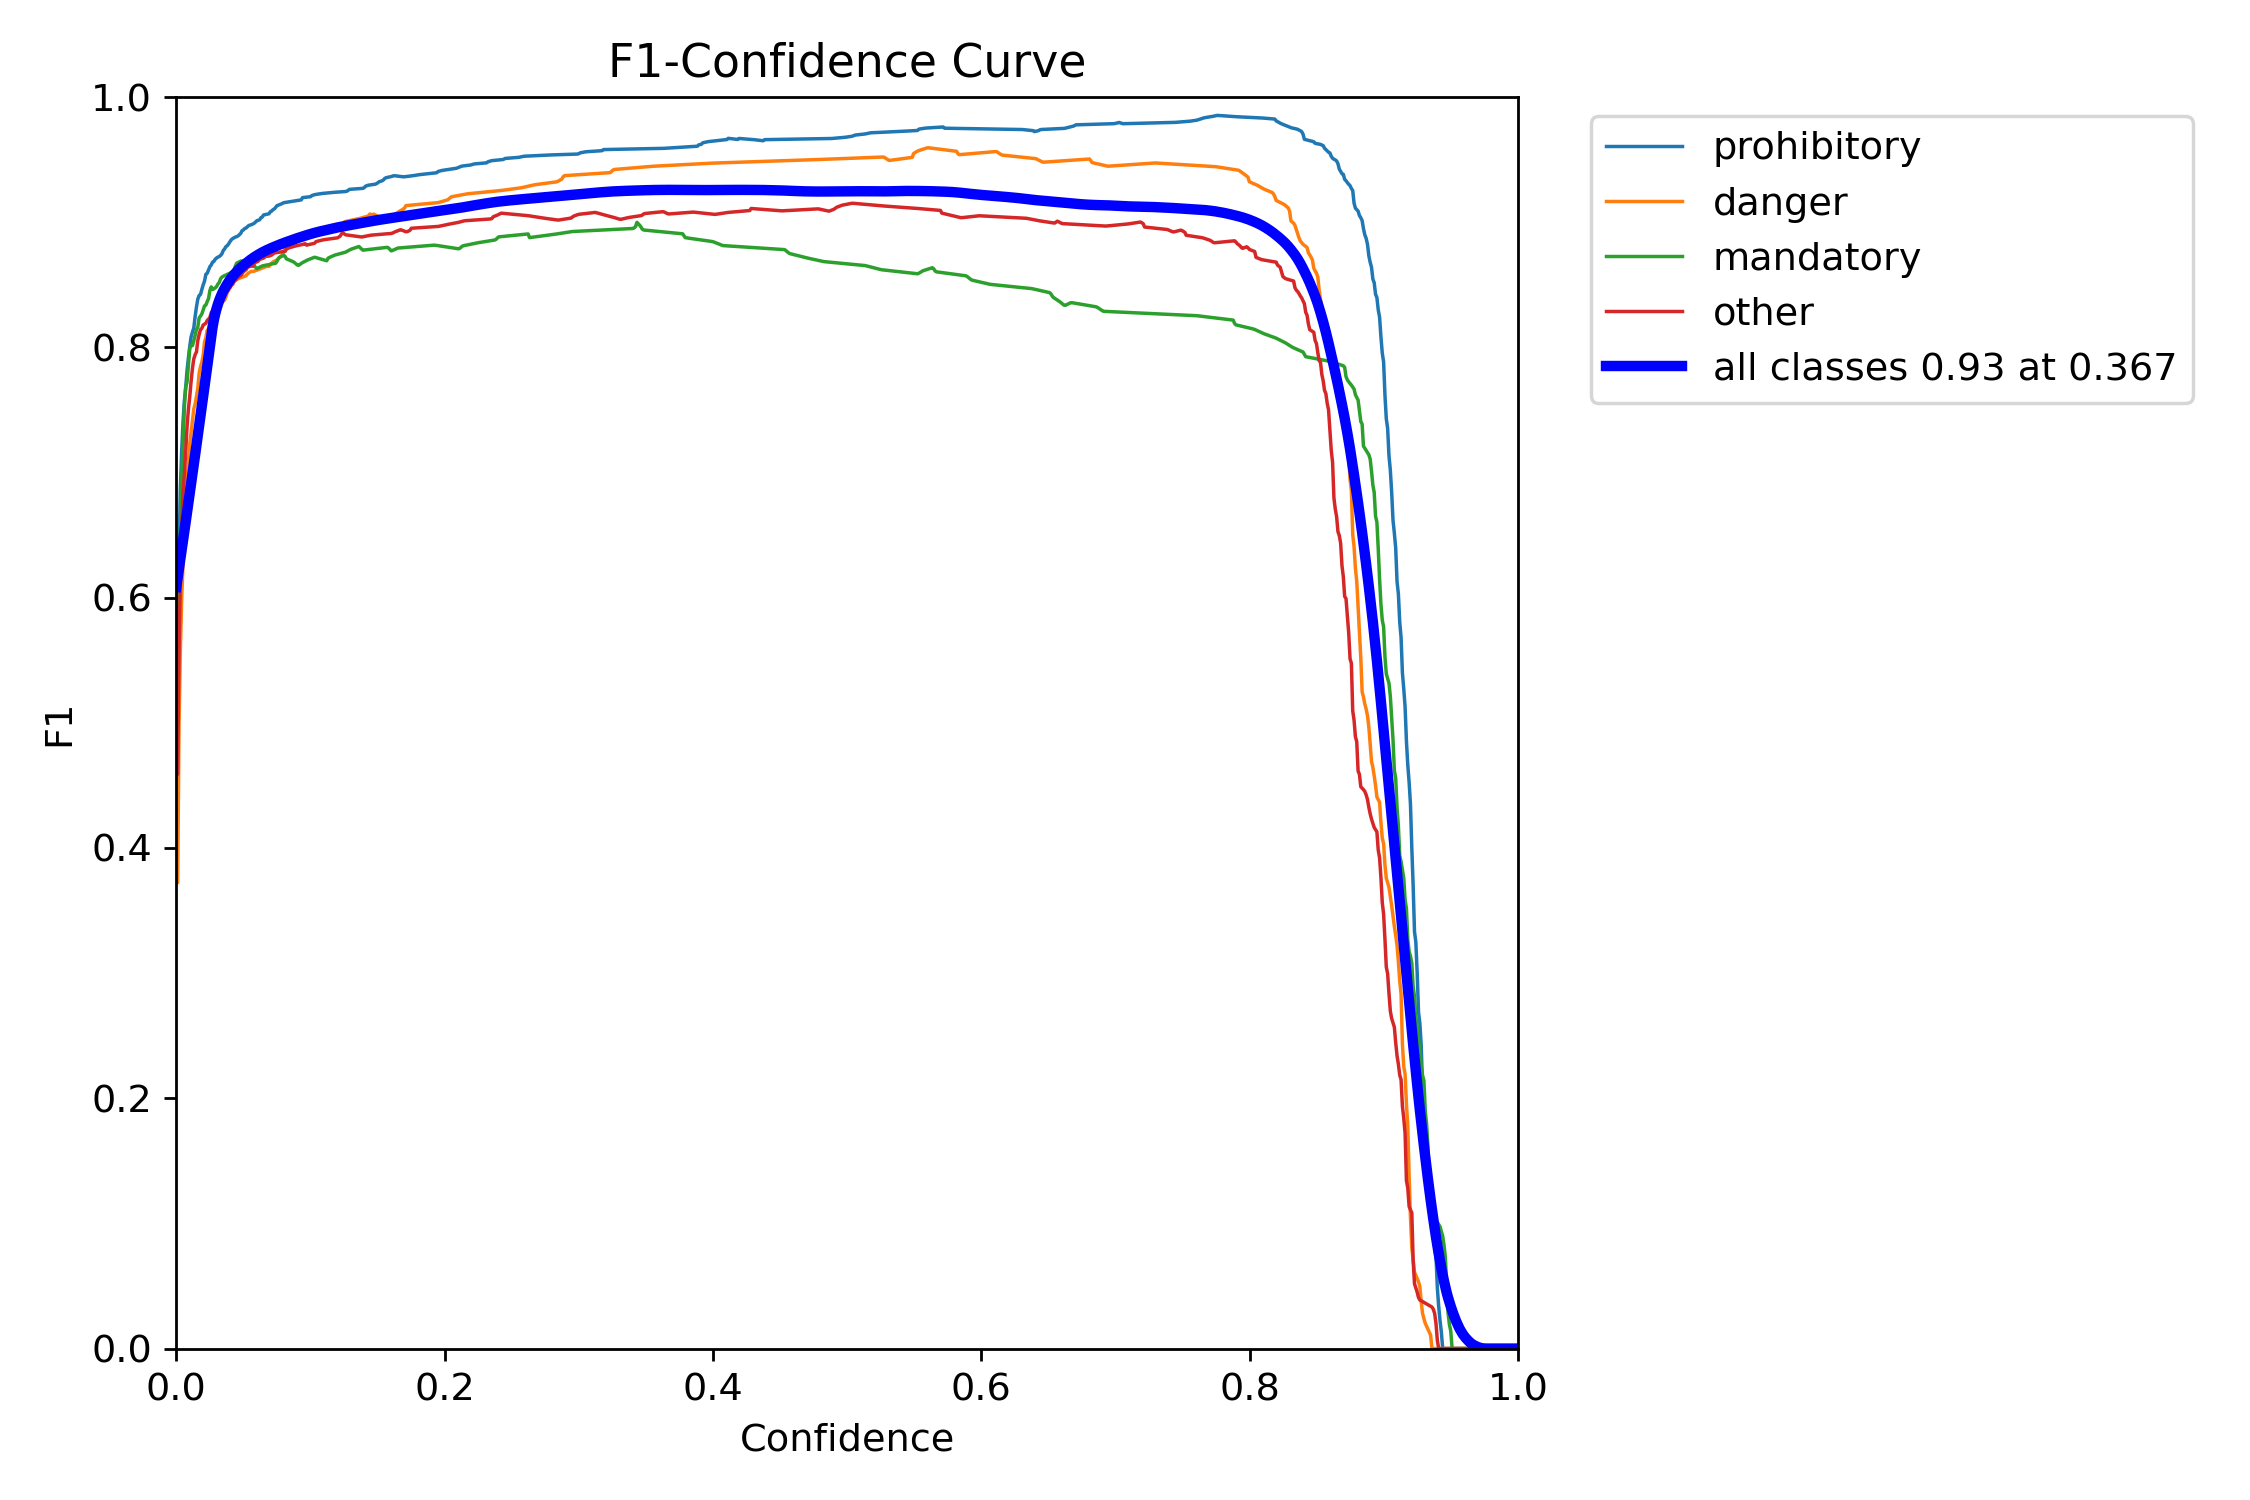 F1-Confidence Curve
1.0
0.8
0.6
0.4
0.2
0.0
F1
0.0 0.2 0.4 0.6 0.8 1.0
Confidence
prohibitory
danger
mandatory
other
all classes 0.93 at 0.367